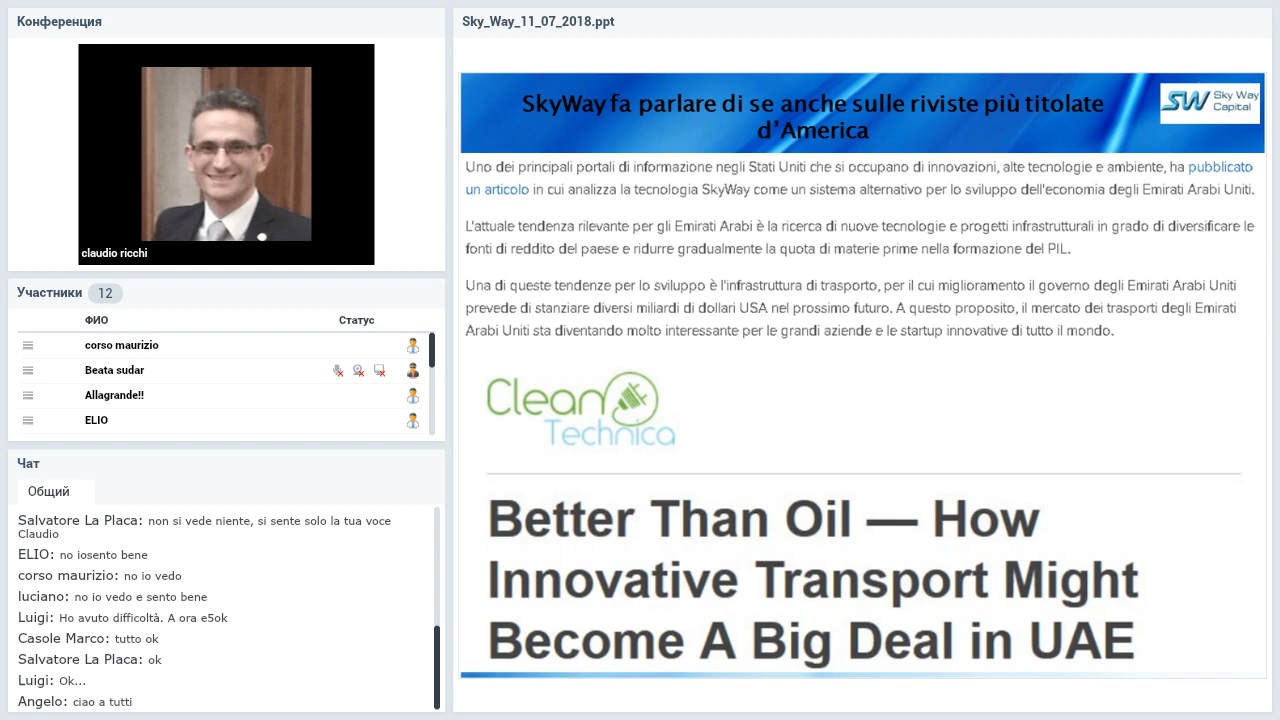 Конференция
claudio ricchi
Участники 12
ФИО Статус
corso maurizio
Beata sudar
Allagrande!!
ELIO
Чат
Общий
Salvatore La Placa: non si vede niente, si sente solo la tua voce
Claudio
ELIO: no iosento bene
corso maurizio: no io vedo
luciano: no io vedo e sento bene
Luigi: Ho avuto difficoltà. A ora e5ok
Casole Marco: tutto ok
Salvatore La Placa: ok
Luigi: Ok...
Angelo: ciao a tutti
Sky_Way_11_07_2018.ppt
SkyWay fa parlare di se anche sulle riviste più titolate
d’America
SW Sky Way
Capital
Uno dei principali portali di informazione negli Stati Uniti che si occupano di innovazioni, alte tecnologie e ambiente, ha pubblicato
un articolo in cui analizza la tecnologia SkyWay come un sistema alternativo per lo sviluppo dell'economia degli Emirati Arabi Uniti.
L'attuale tendenza rilevante per gli Emirati Arabi è la ricerca di nuove tecnologie e progetti infrastrutturali in grado di diversificare le
fonti di reddito del paese e ridurre gradualmente la quota di materie prime nella formazione del PIL.
Una di queste tendenze per lo sviluppo è l'infrastruttura di trasporto, per il cui miglioramento il governo degli Emirati Arabi Uniti
prevede di stanziare diversi miliardi di dollari USA nel prossimo futuro. A questo proposito, il mercato dei trasporti degli Emirati
Arabi Uniti sta diventando molto interessante per le grandi aziende e le startup innovative di tutto il mondo.
Clean
Technica
Better Than Oil — How
Innovative Transport Might
Become A Big Deal in UAE